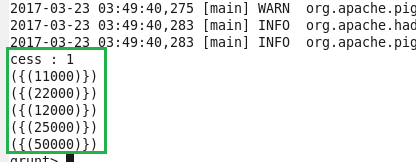 2017-03-23 03:49:40,275 [main] WARN  org.apache.pig
2017-03-23 03:49:40,283 [main] INFO  org.apache.had
2017-03-23 03:49:40,283 [main] INFO  org.apache.pig
cess : 1
({(11000)})
({(22000)})
({(12000)})
({(25000)})
({(50000)})
grunt>